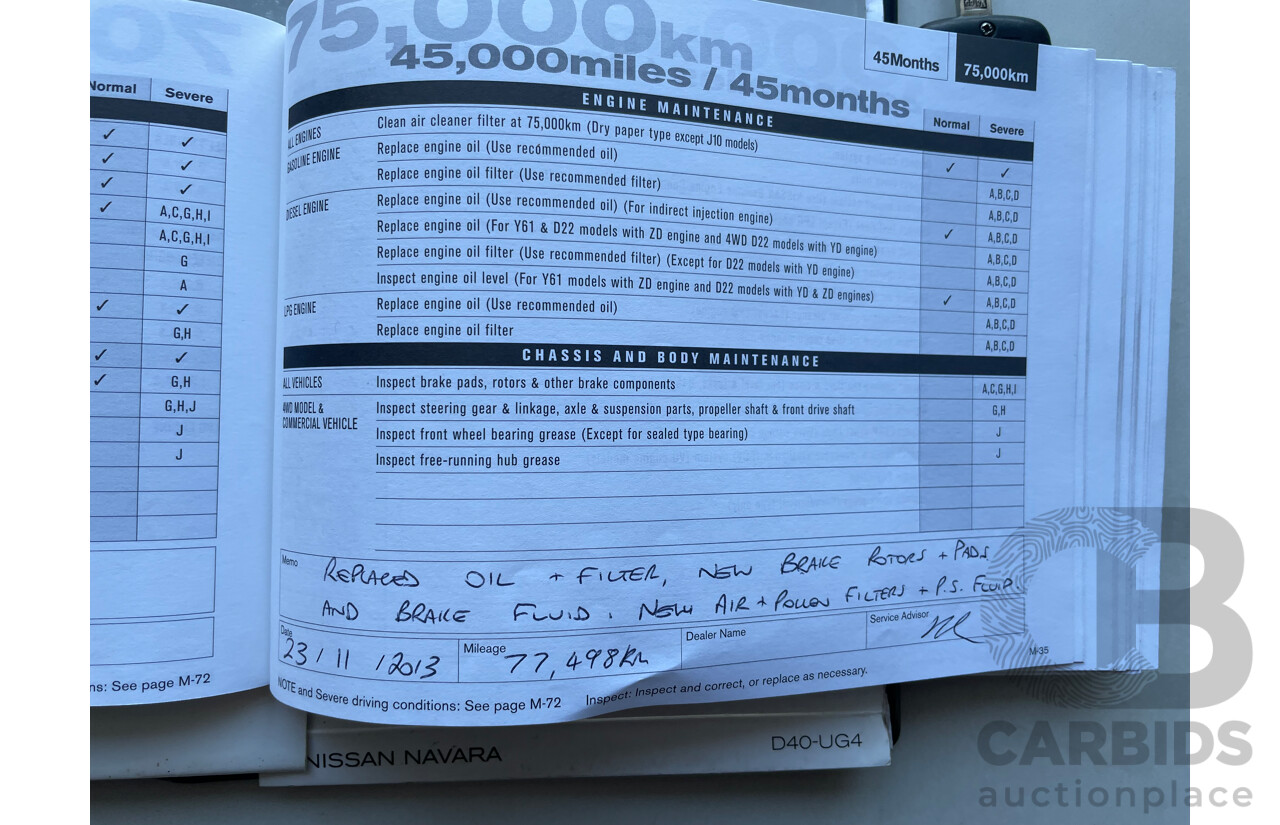 70
Normal Severe
✓ ✓
✓ ✓
✓ ✓
✓ A,C,G,H,I
A,C,G,H,I
G
A
✓ ✓
G,H
✓ ✓
✓ G,H
G,H,J
J
J
ns: See page M-72
75,000km
45,000miles / 45months
45Months 75,000km
ENGINE MAINTENANCE Normal Severe
ALL ENGINES Clean air cleaner filter at 75,000km (Dry paper type except J10 models) ✓ ✓
GASOLINE ENGINE Replace engine oil (Use recommended oil) A,B,C,D
Replace engine oil filter (Use recommended filter) A,B,C,D
DIESEL ENGINE Replace engine oil (Use recommended oil) (For indirect injection engine) ✓ A,B,C,D
Replace engine oil (For Y61 & D22 models with ZD engine and 4WD D22 models with YD engine) A,B,C,D
Replace engine oil filter (Use recommended filter) (Except for D22 models with YD engine) A,B,C,D
Inspect engine oil level (For Y61 models with ZD engine and D22 models with YD & ZD engines) ✓ A,B,C,D
LPG ENGINE Replace engine oil (Use recommended oil) A,B,C,D
Replace engine oil filter A,B,C,D
CHASSIS AND BODY MAINTENANCE
ALL VEHICLES Inspect brake pads, rotors & other brake components A,C,G,H,I
4WD MODEL & COMMERCIAL VEHICLE Inspect steering gear & linkage, axle & suspension parts, propeller shaft & front drive shaft G,H
Inspect front wheel bearing grease (Except for sealed type bearing) J
Inspect free-running hub grease J
Memo REPLACED OIL + FILTER, NEW BRAKE ROTORS + PADS
AND BRAKE FLUID. NEW AIR + POLLEN FILTERS + P.S. FLUID.
Date 23/11/2013 Mileage 77,498km Dealer Name Service Advisor
M-35
NOTE and Severe driving conditions: See page M-72 Inspect: Inspect and correct, or replace as necessary.
NISSAN NAVARA D40-UG4
CB
CARBIDS
auctionplace